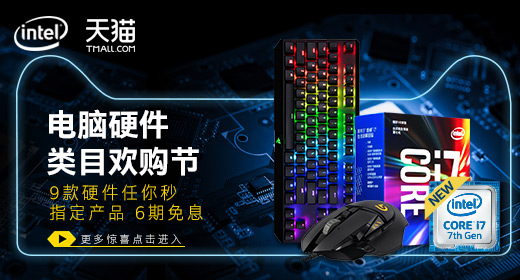 intel
天猫
TMALL.COM
电脑硬件
类目欢购节
9款硬件任你秒
指定产品 6期免息
更多惊喜点击进入
intel
CORE i7
NEW
intel
CORE i7
7th Gen